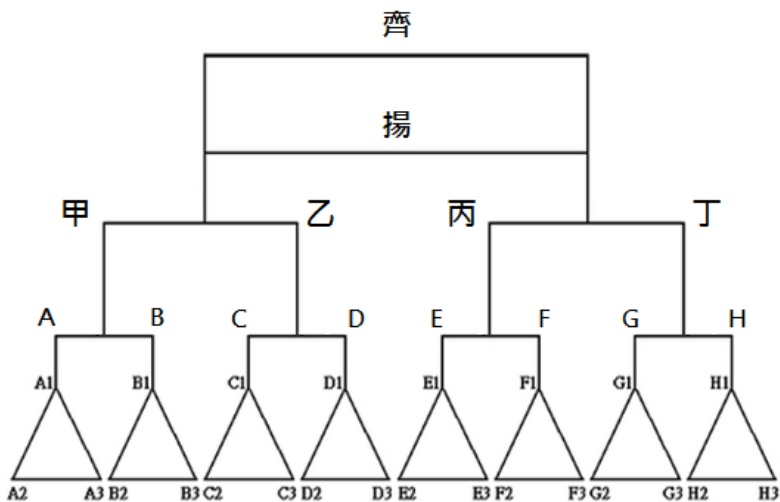 齊
揚
甲 乙 丙 丁
A B C D E F G H
A1 B1 C1 D1 E1 F1 G1 H1
A2 A3 B2 B3 C2 C3 D2 D3 E2 E3 F2 F3 G2 G3 H2 H3